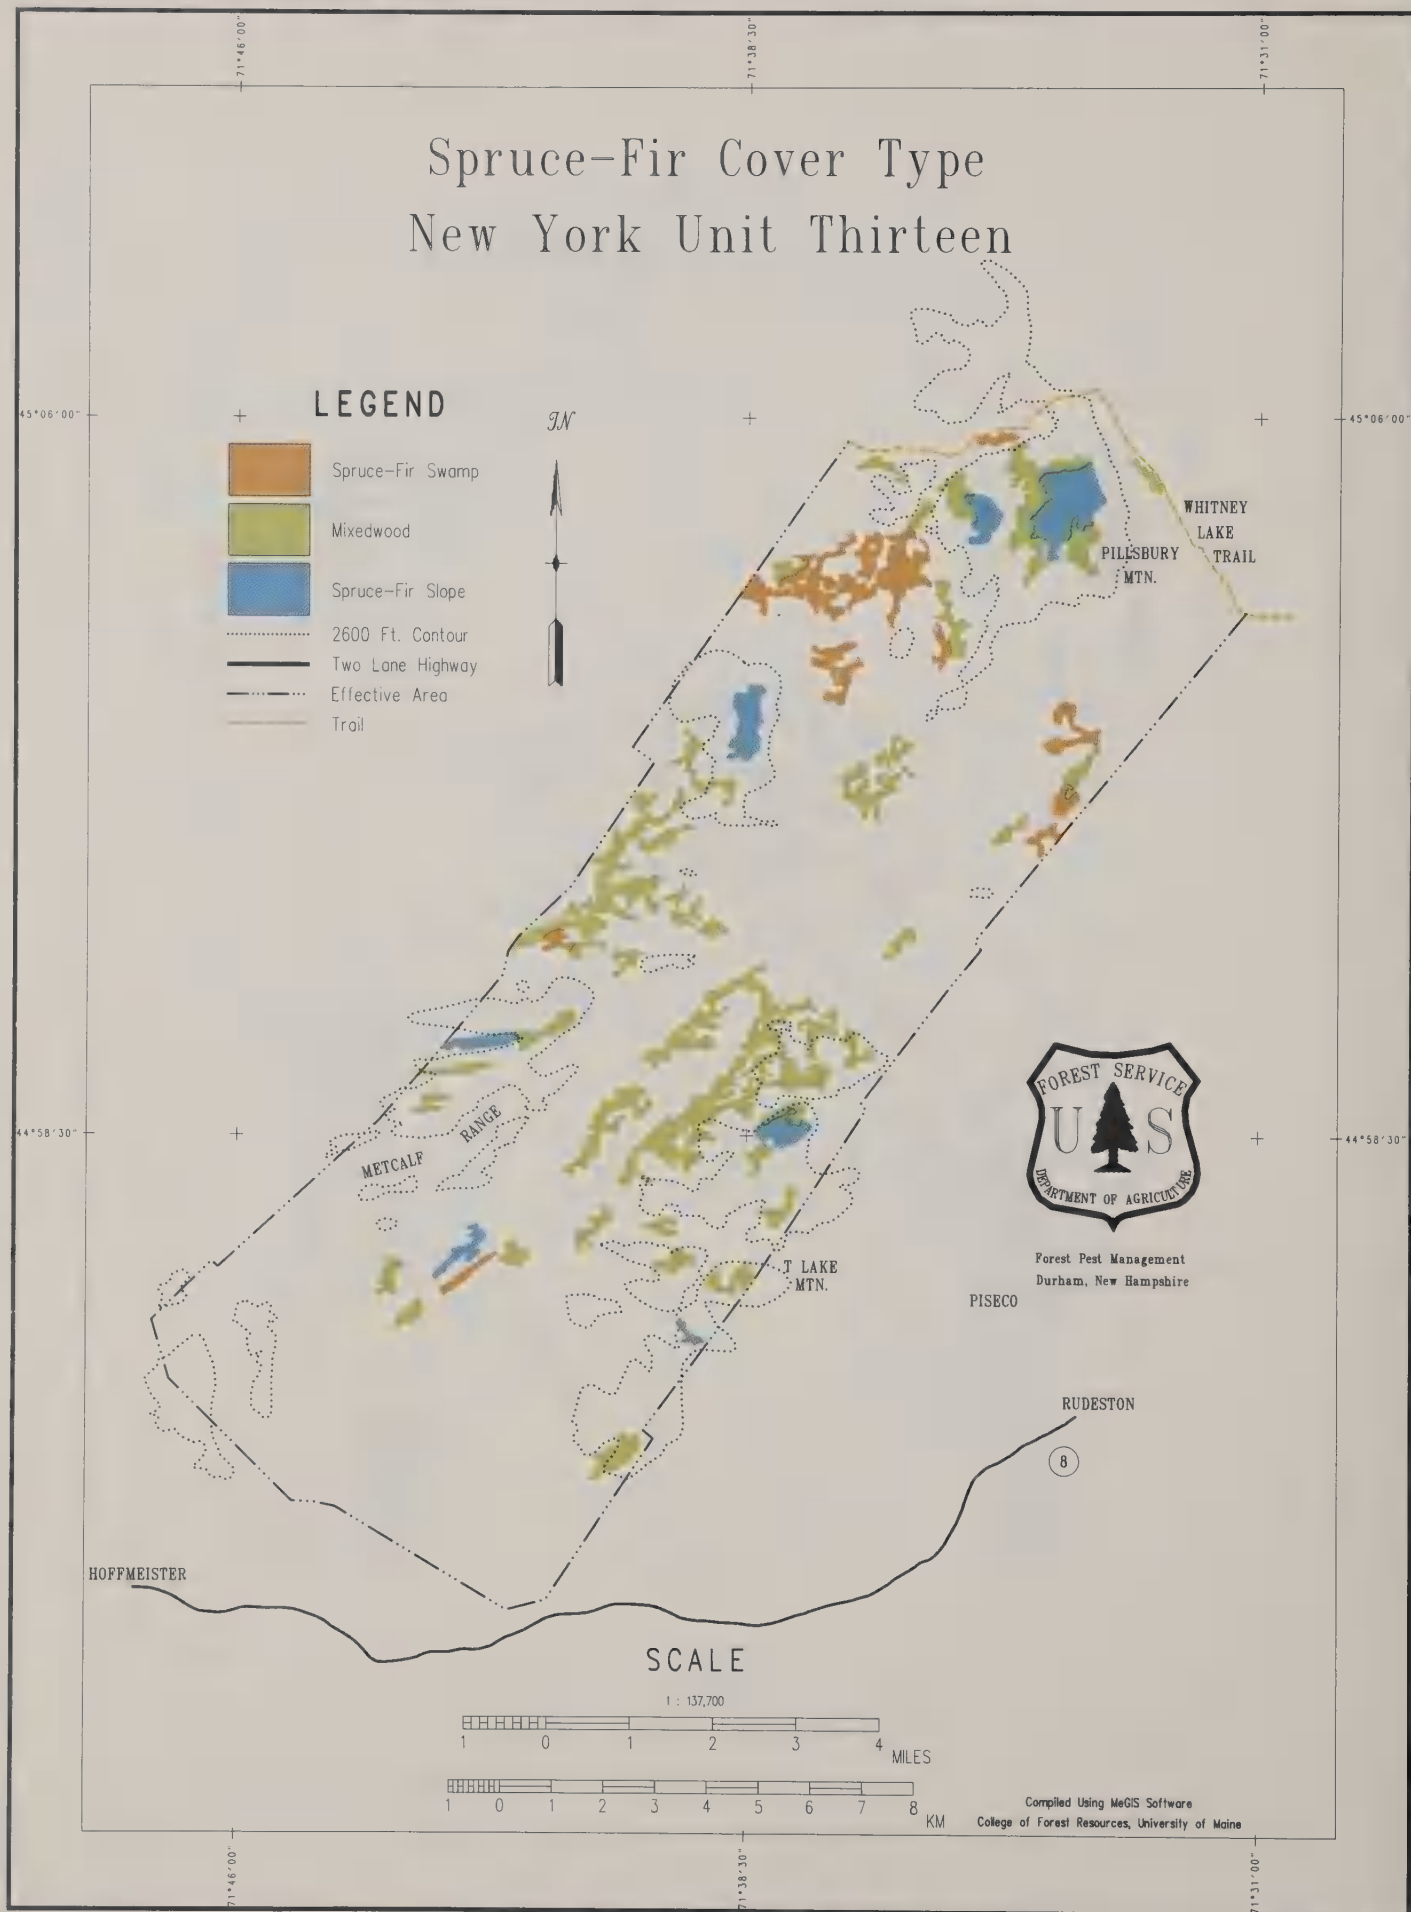 71°46'00"
71°38'30"
71°31'00"
Spruce-Fir Cover Type
New York Unit Thirteen
45°06'00"
45°06'00"
LEGEND
Spruce-Fir Swamp
Mixedwood
Spruce-Fir Slope
2600 Ft. Contour
Two Lane Highway
Effective Area
Trail
N
WHITNEY
LAKE
TRAIL
PILLSBURY
MTN.
METCALF RANGE
44°58'30"
44°58'30"
FOREST SERVICE
U S
DEPARTMENT OF AGRICULTURE
Forest Pest Management
Durham, New Hampshire
T LAKE
MTN.
PISECO
RUDESTON
8
HOFFMEISTER
SCALE
1 : 137,700
1 0 1 2 3 4
MILES
1 0 1 2 3 4 5 6 7 8
KM
Compiled Using MeGIS Software
College of Forest Resources, University of Maine
71°46'00"
71°38'30"
71°31'00"